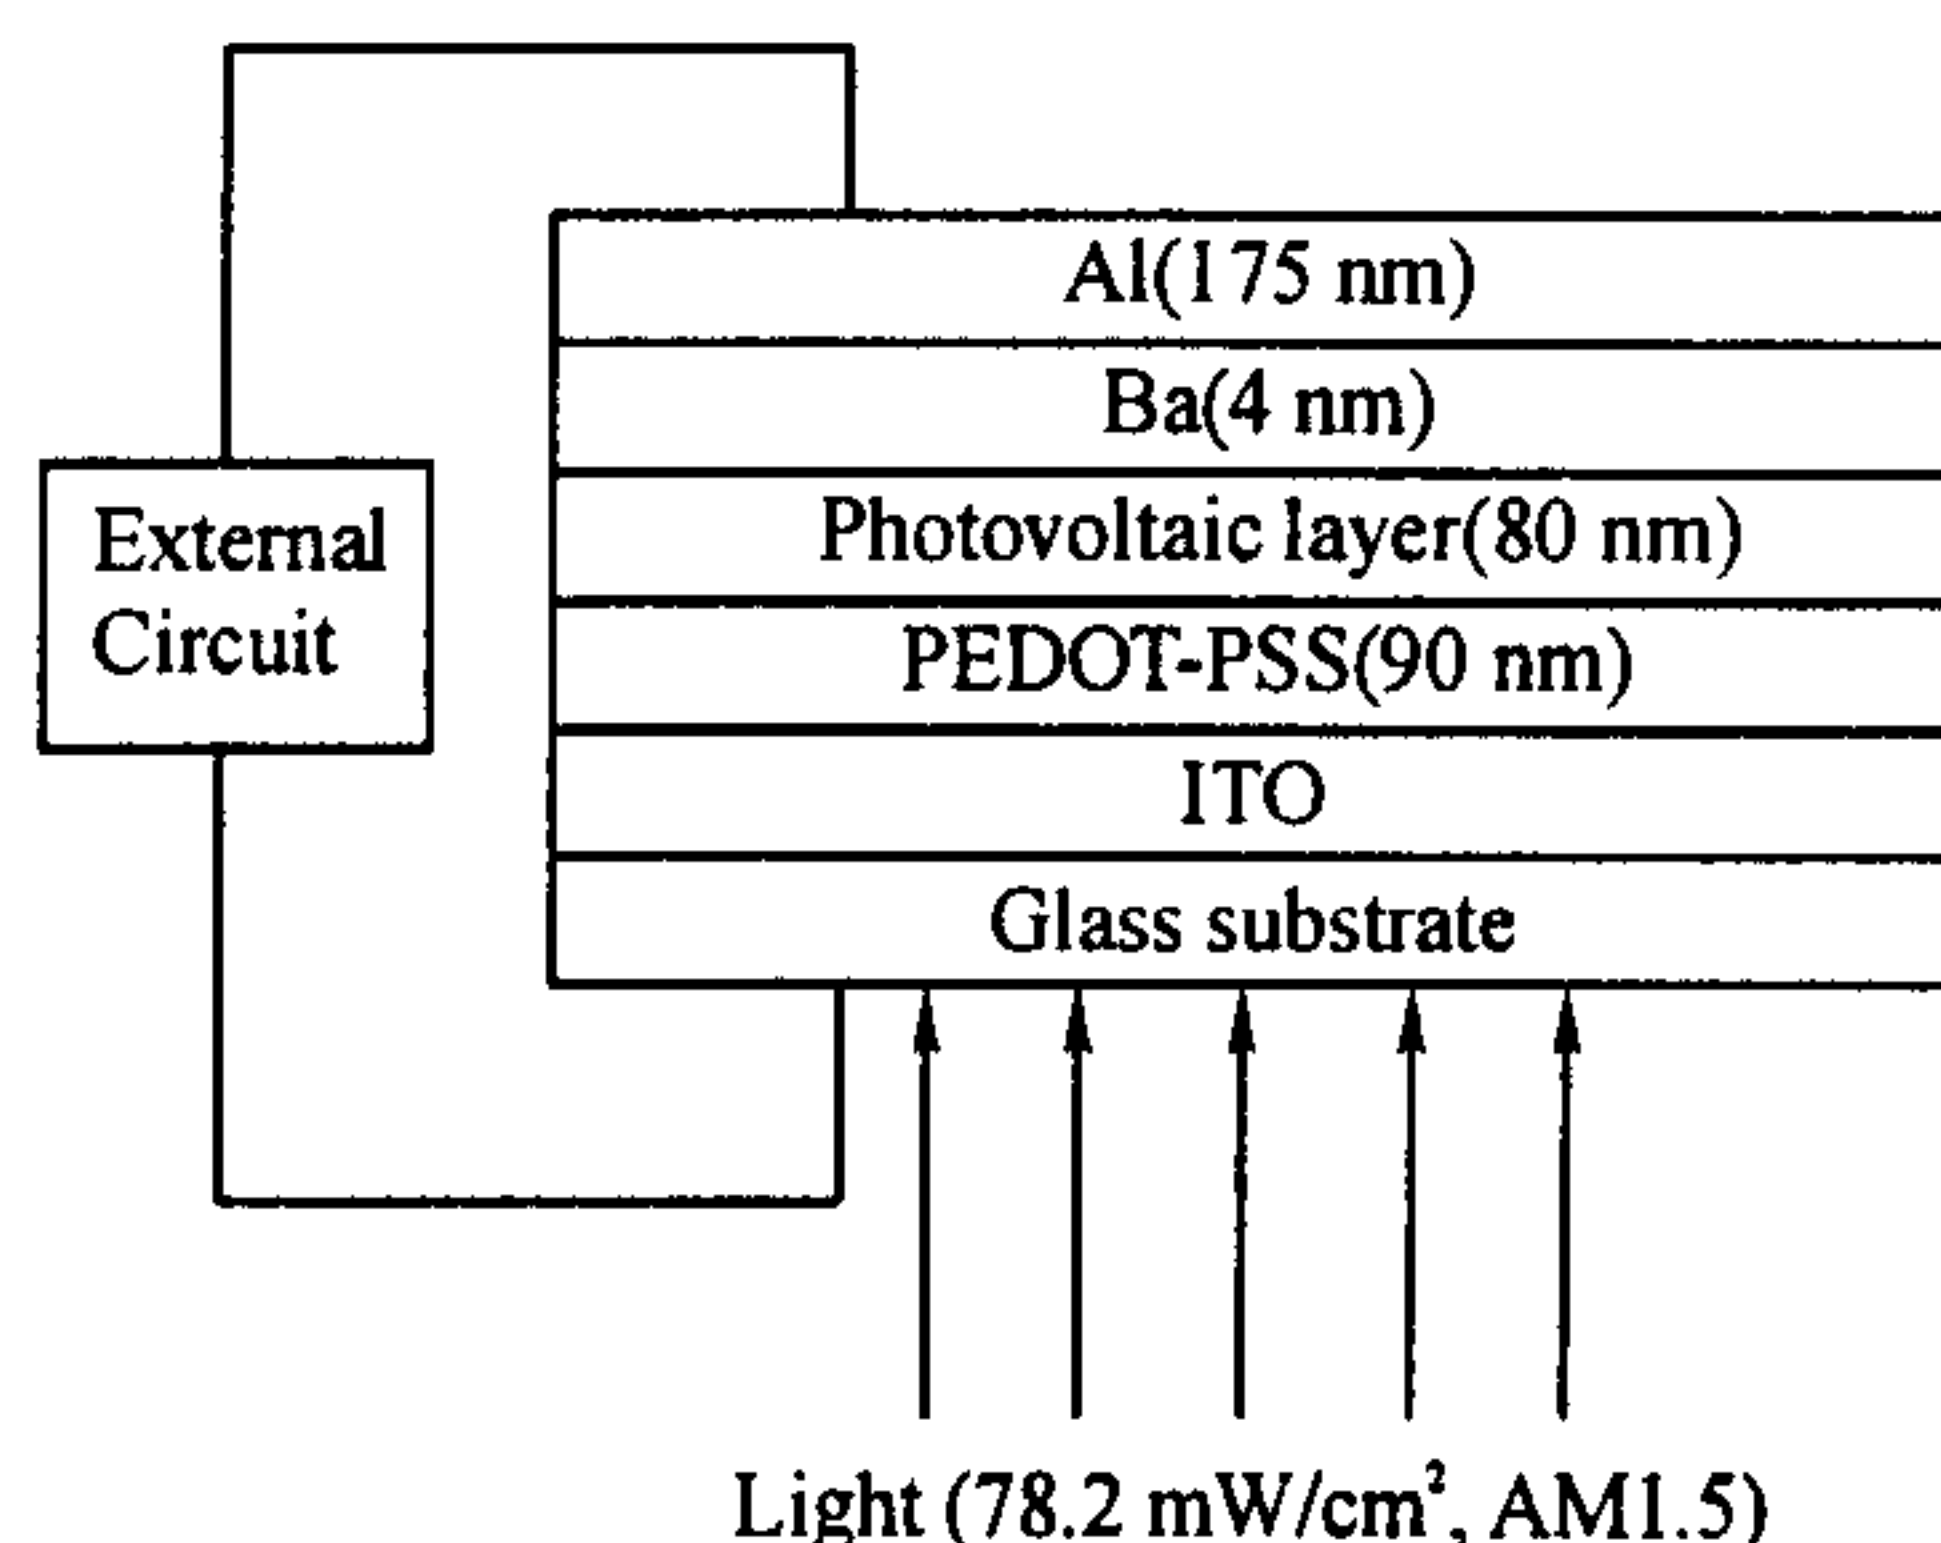 Al(175 nm)
Ba(4 nm)
External
Circuit
Photovoltaic layer(80 nm)
PEDOT-PSS(90 nm)
ITO
Glass substrate
Light (78.2 mW/cm², AM1.5)